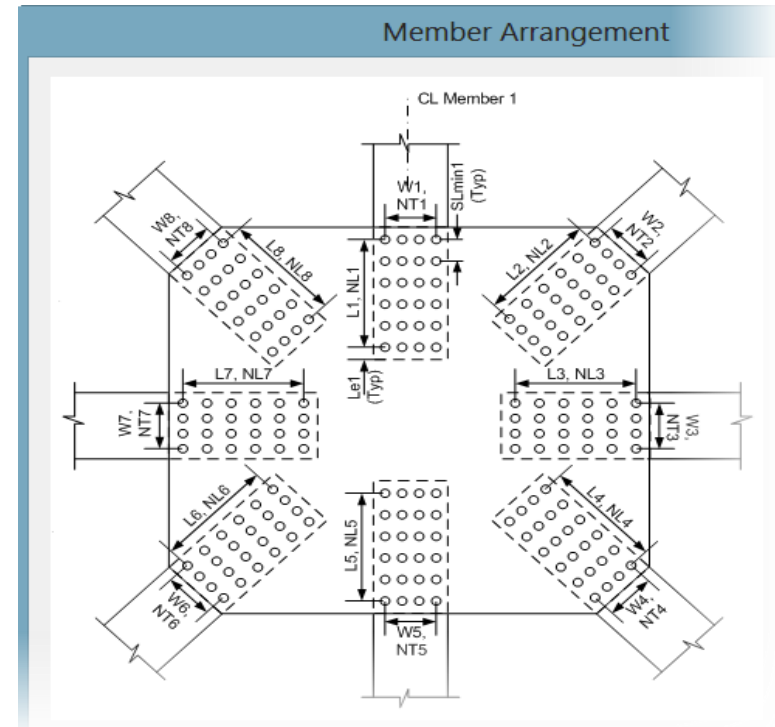 Member Arrangement
CL Member 1
W1,
NT1
SLmin1
(Typ)
W8,
NT8
L8, NL8
L1, NL1
L2, NL2
W2,
NT2
Le1
(Typ)
L7, NL7
L3, NL3
W7,
NT7
W3,
NT3
L6, NL6
L5, NL5
L4, NL4
W6,
NT6
W5,
NT5
W4,
NT4